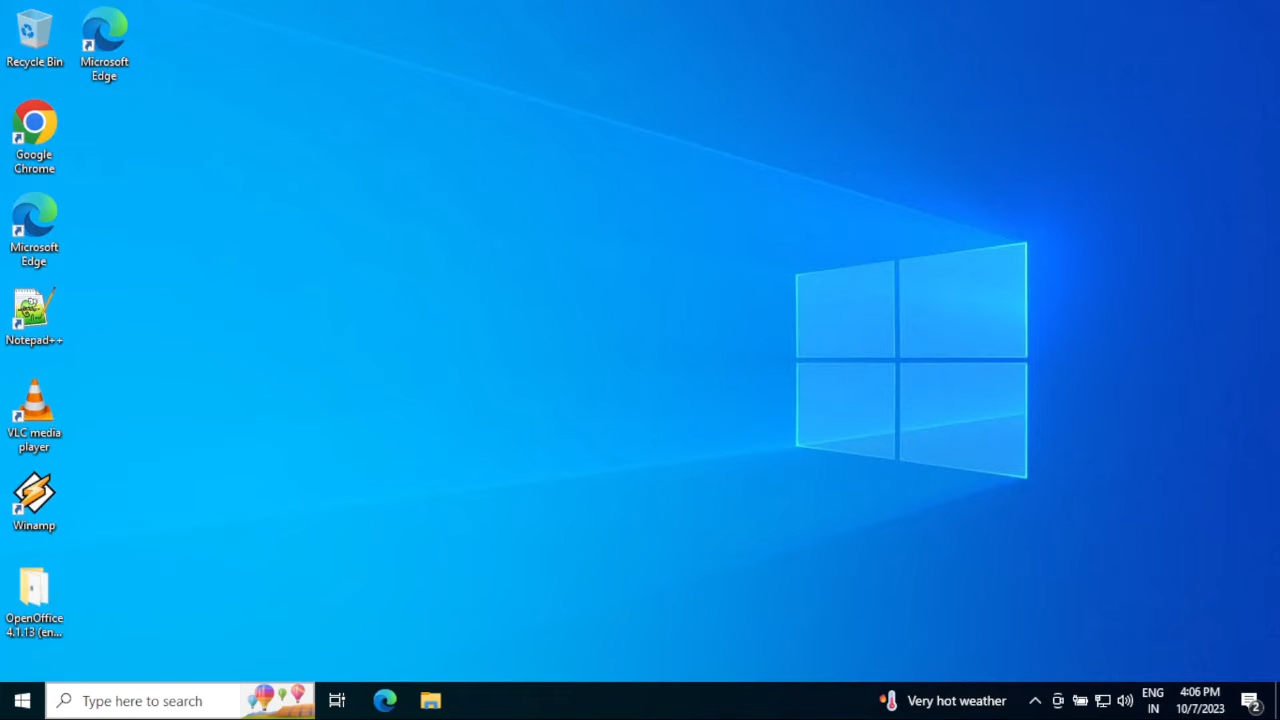 Recycle Bin
Microsoft
Edge
Google
Chrome
Microsoft
Edge
Notepad++
VLC media
player
Winamp
OpenOffice
4.1.13 (en...
Type here to search
Very hot weather
ENG
IN
4:06 PM
10/7/2023
2